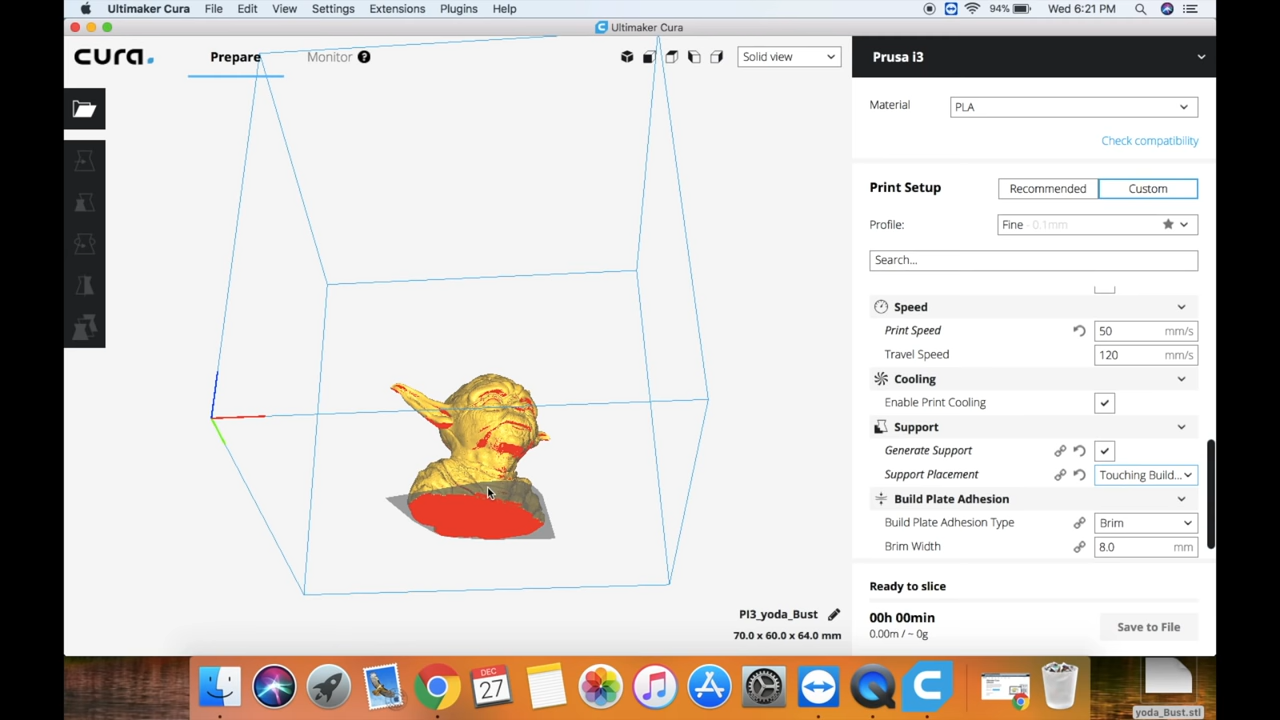 Ultimaker Cura File Edit View Settings Extensions Plugins Help 94% Wed 6:21 PM
Ultimaker Cura
cura.
Prepare Monitor ?
Solid view
Prusa i3
Material PLA
Check compatibility
Print Setup Recommended Custom
Profile: Fine - 0.1mm
Search...
Speed
Print Speed 50 mm/s
Travel Speed 120 mm/s
Cooling
Enable Print Cooling
Support
Generate Support
Support Placement Touching Build...
Build Plate Adhesion
Build Plate Adhesion Type Brim
Brim Width 8.0 mm
Ready to slice
00h 00min
0.00m / ~ 0g
Save to File
PI3_yoda_Bust
70.0 x 60.0 x 64.0 mm
DEC
27
yoda_Bust.stl